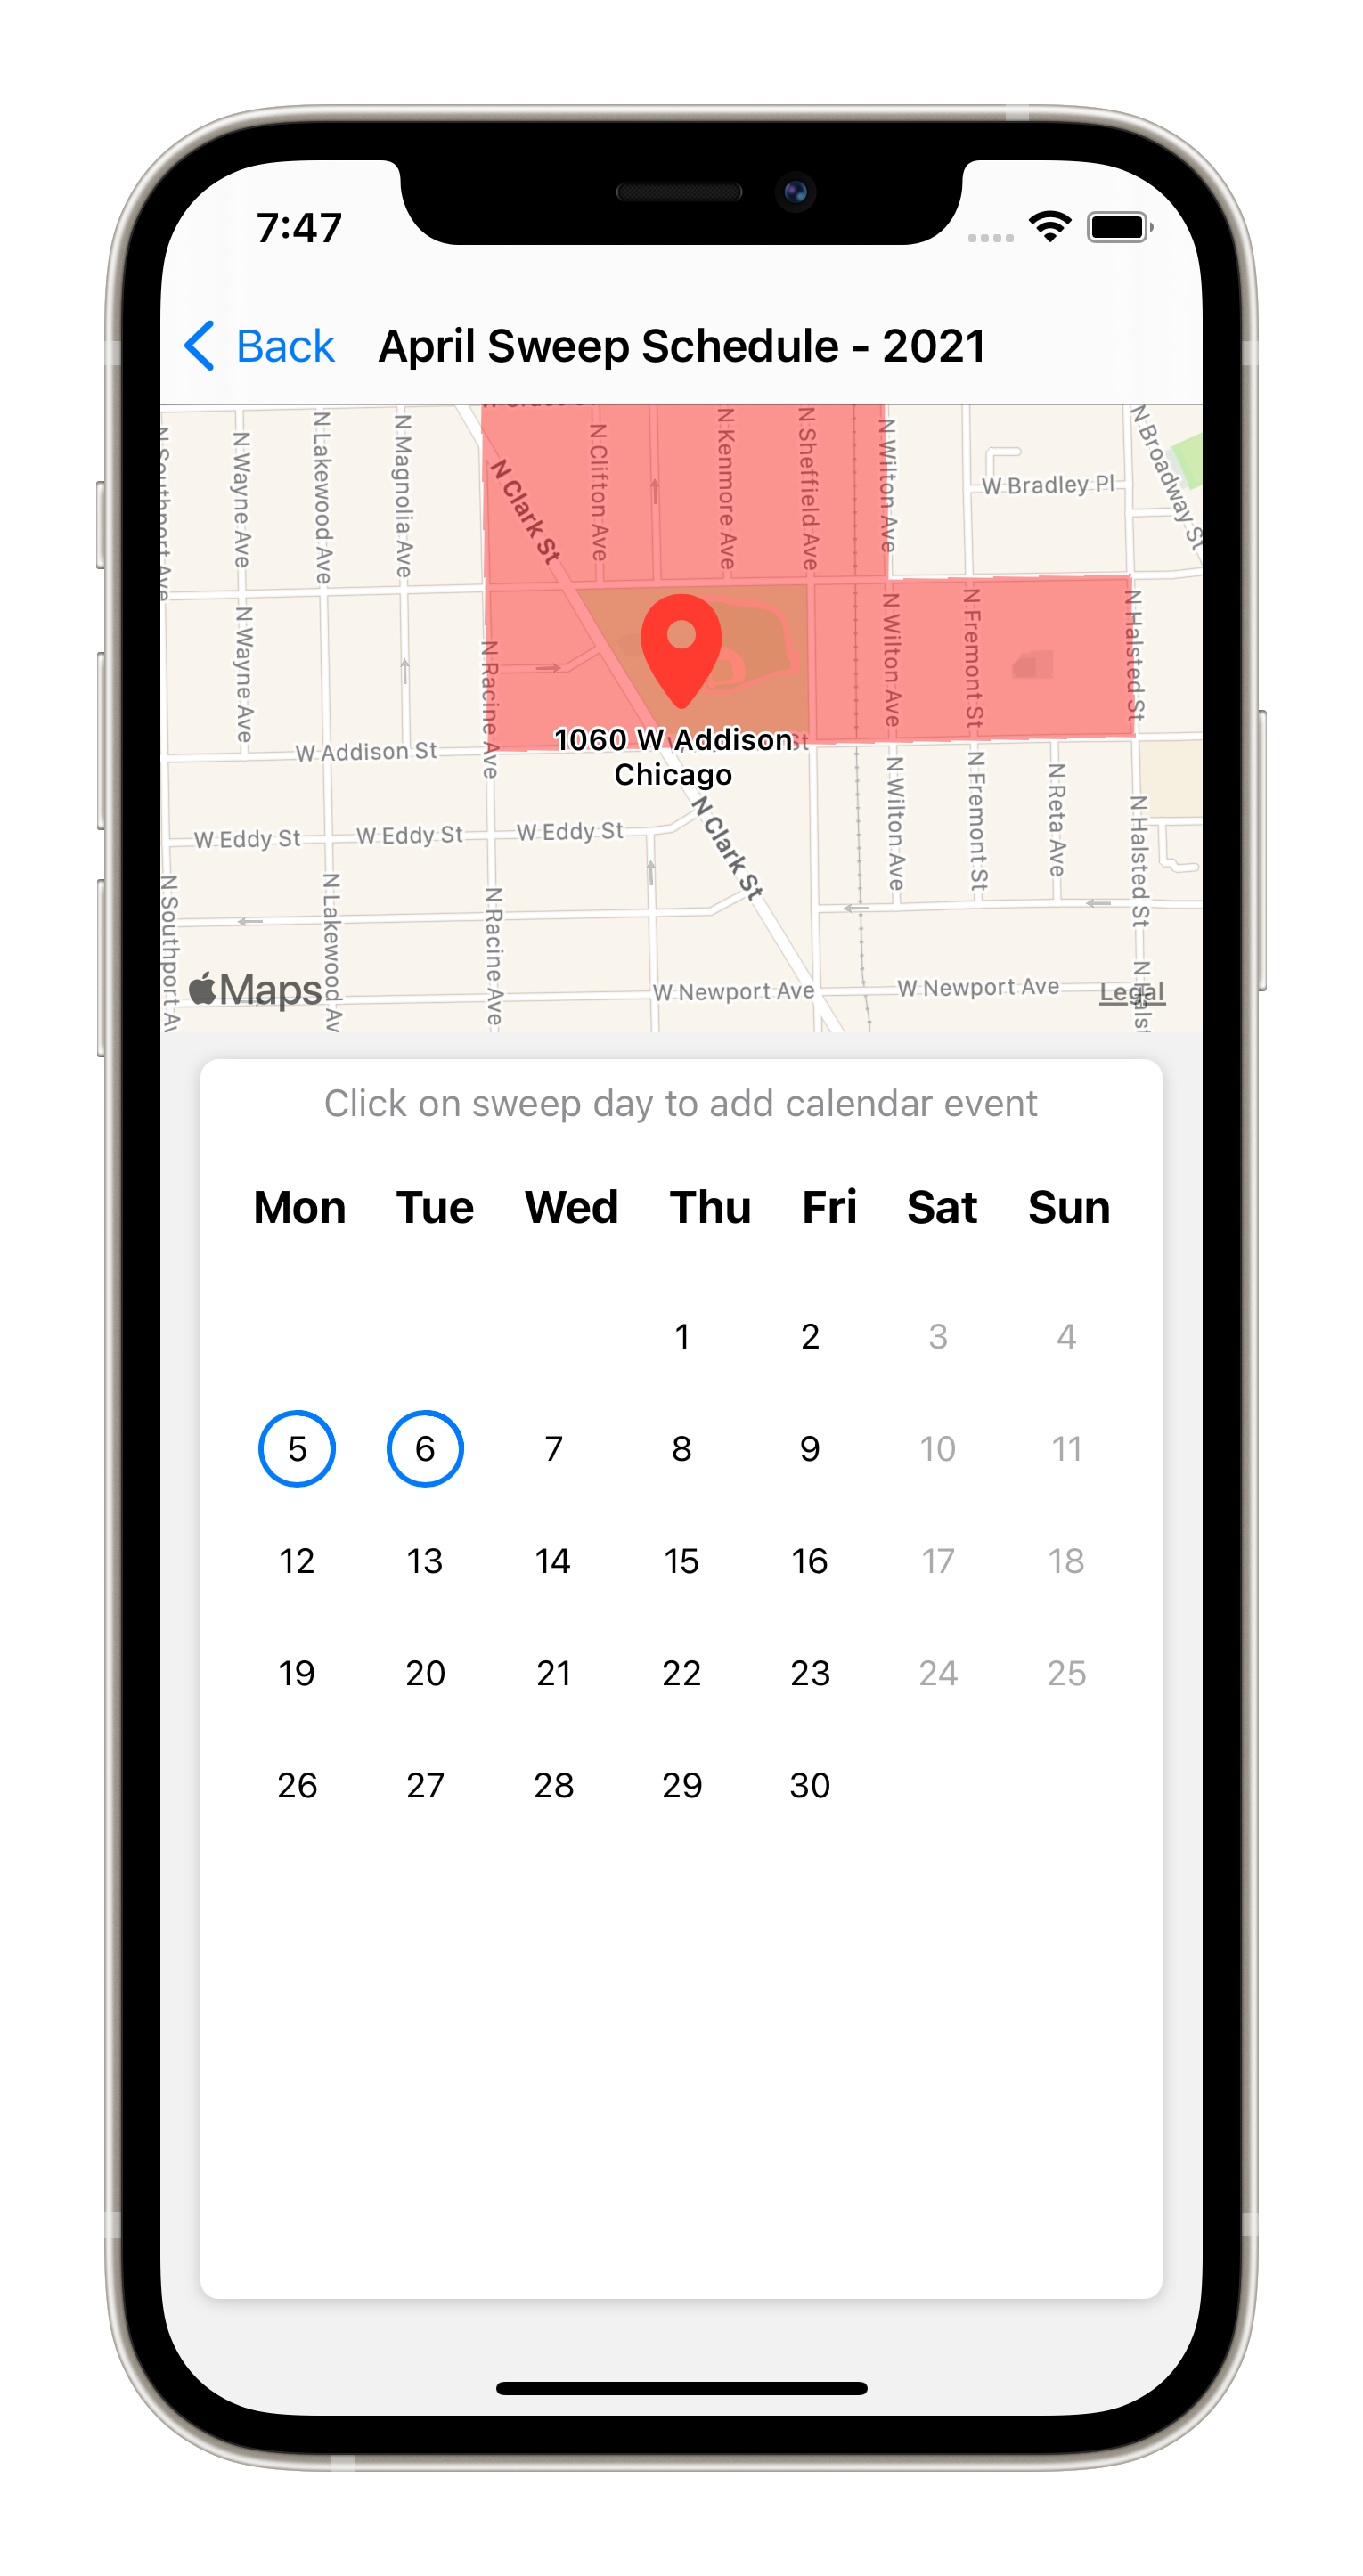 7:47
Back
April Sweep Schedule - 2021
N Southport Ave
N Wayne Ave
N Lakewood Ave
N Magnolia Ave
N Clark St
N Clifton Ave
N Kenmore Ave
N Sheffield Ave
N Wilton Ave
W Bradley Pl
N Broadway St
N Wayne Ave
N Racine Ave
N Wilton Ave
N Fremont St
N Halsted St
W Addison St
1060 W Addison
Chicago
St
W Eddy St
W Eddy St
W Eddy St
N Clark St
N Wilton Ave
N Fremont St
N Reta Ave
N Halsted St
N Southport Av
N Lakewood Av
N Racine Ave
Maps
W Newport Ave
W Newport Ave
N Halst
Legal
Click on sweep day to add calendar event
Mon Tue Wed Thu Fri Sat Sun
1 2 3 4
5 6 7 8 9 10 11
12 13 14 15 16 17 18
19 20 21 22 23 24 25
26 27 28 29 30